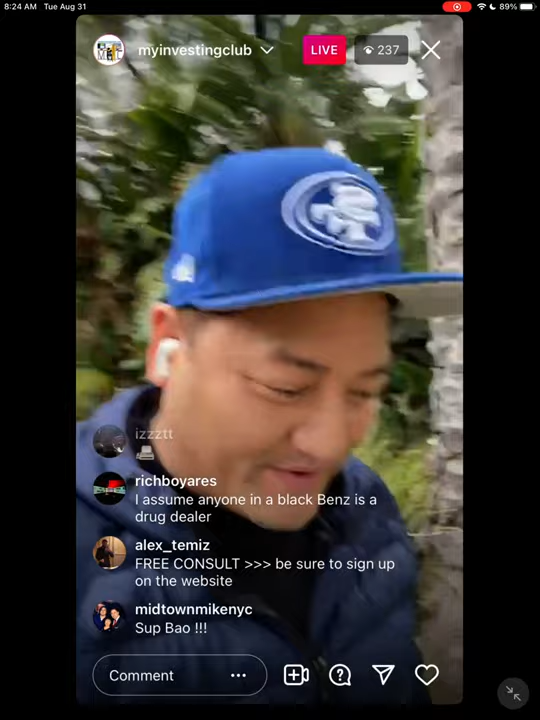 8:24 AM Tue Aug 31
89%
myinvestingclub
LIVE
237
izzztt
richboyares
I assume anyone in a black Benz is a
drug dealer
alex_temiz
FREE CONSULT >>> be sure to sign up
on the website
midtownmikenyc
Sup Bao !!!
Comment